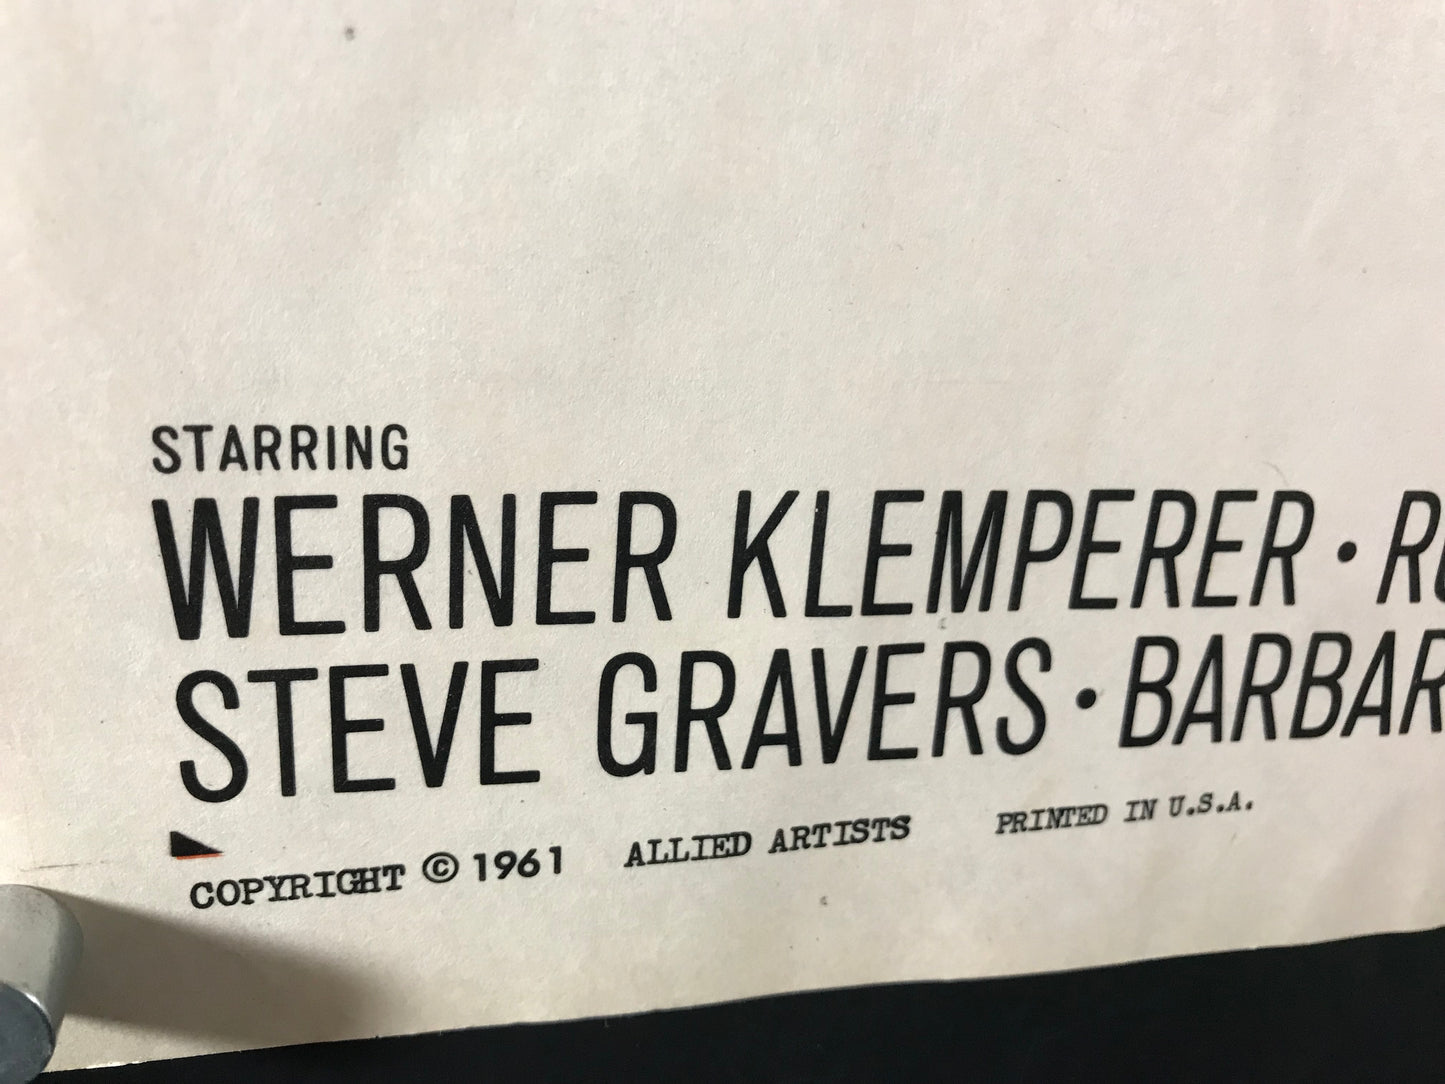 STARRING
WERNER KLEMPERER •
STEVE GRAVERS •
COPYRIGHT © 1961 ALLIED ARTISTS PRINTED IN U.S.A.